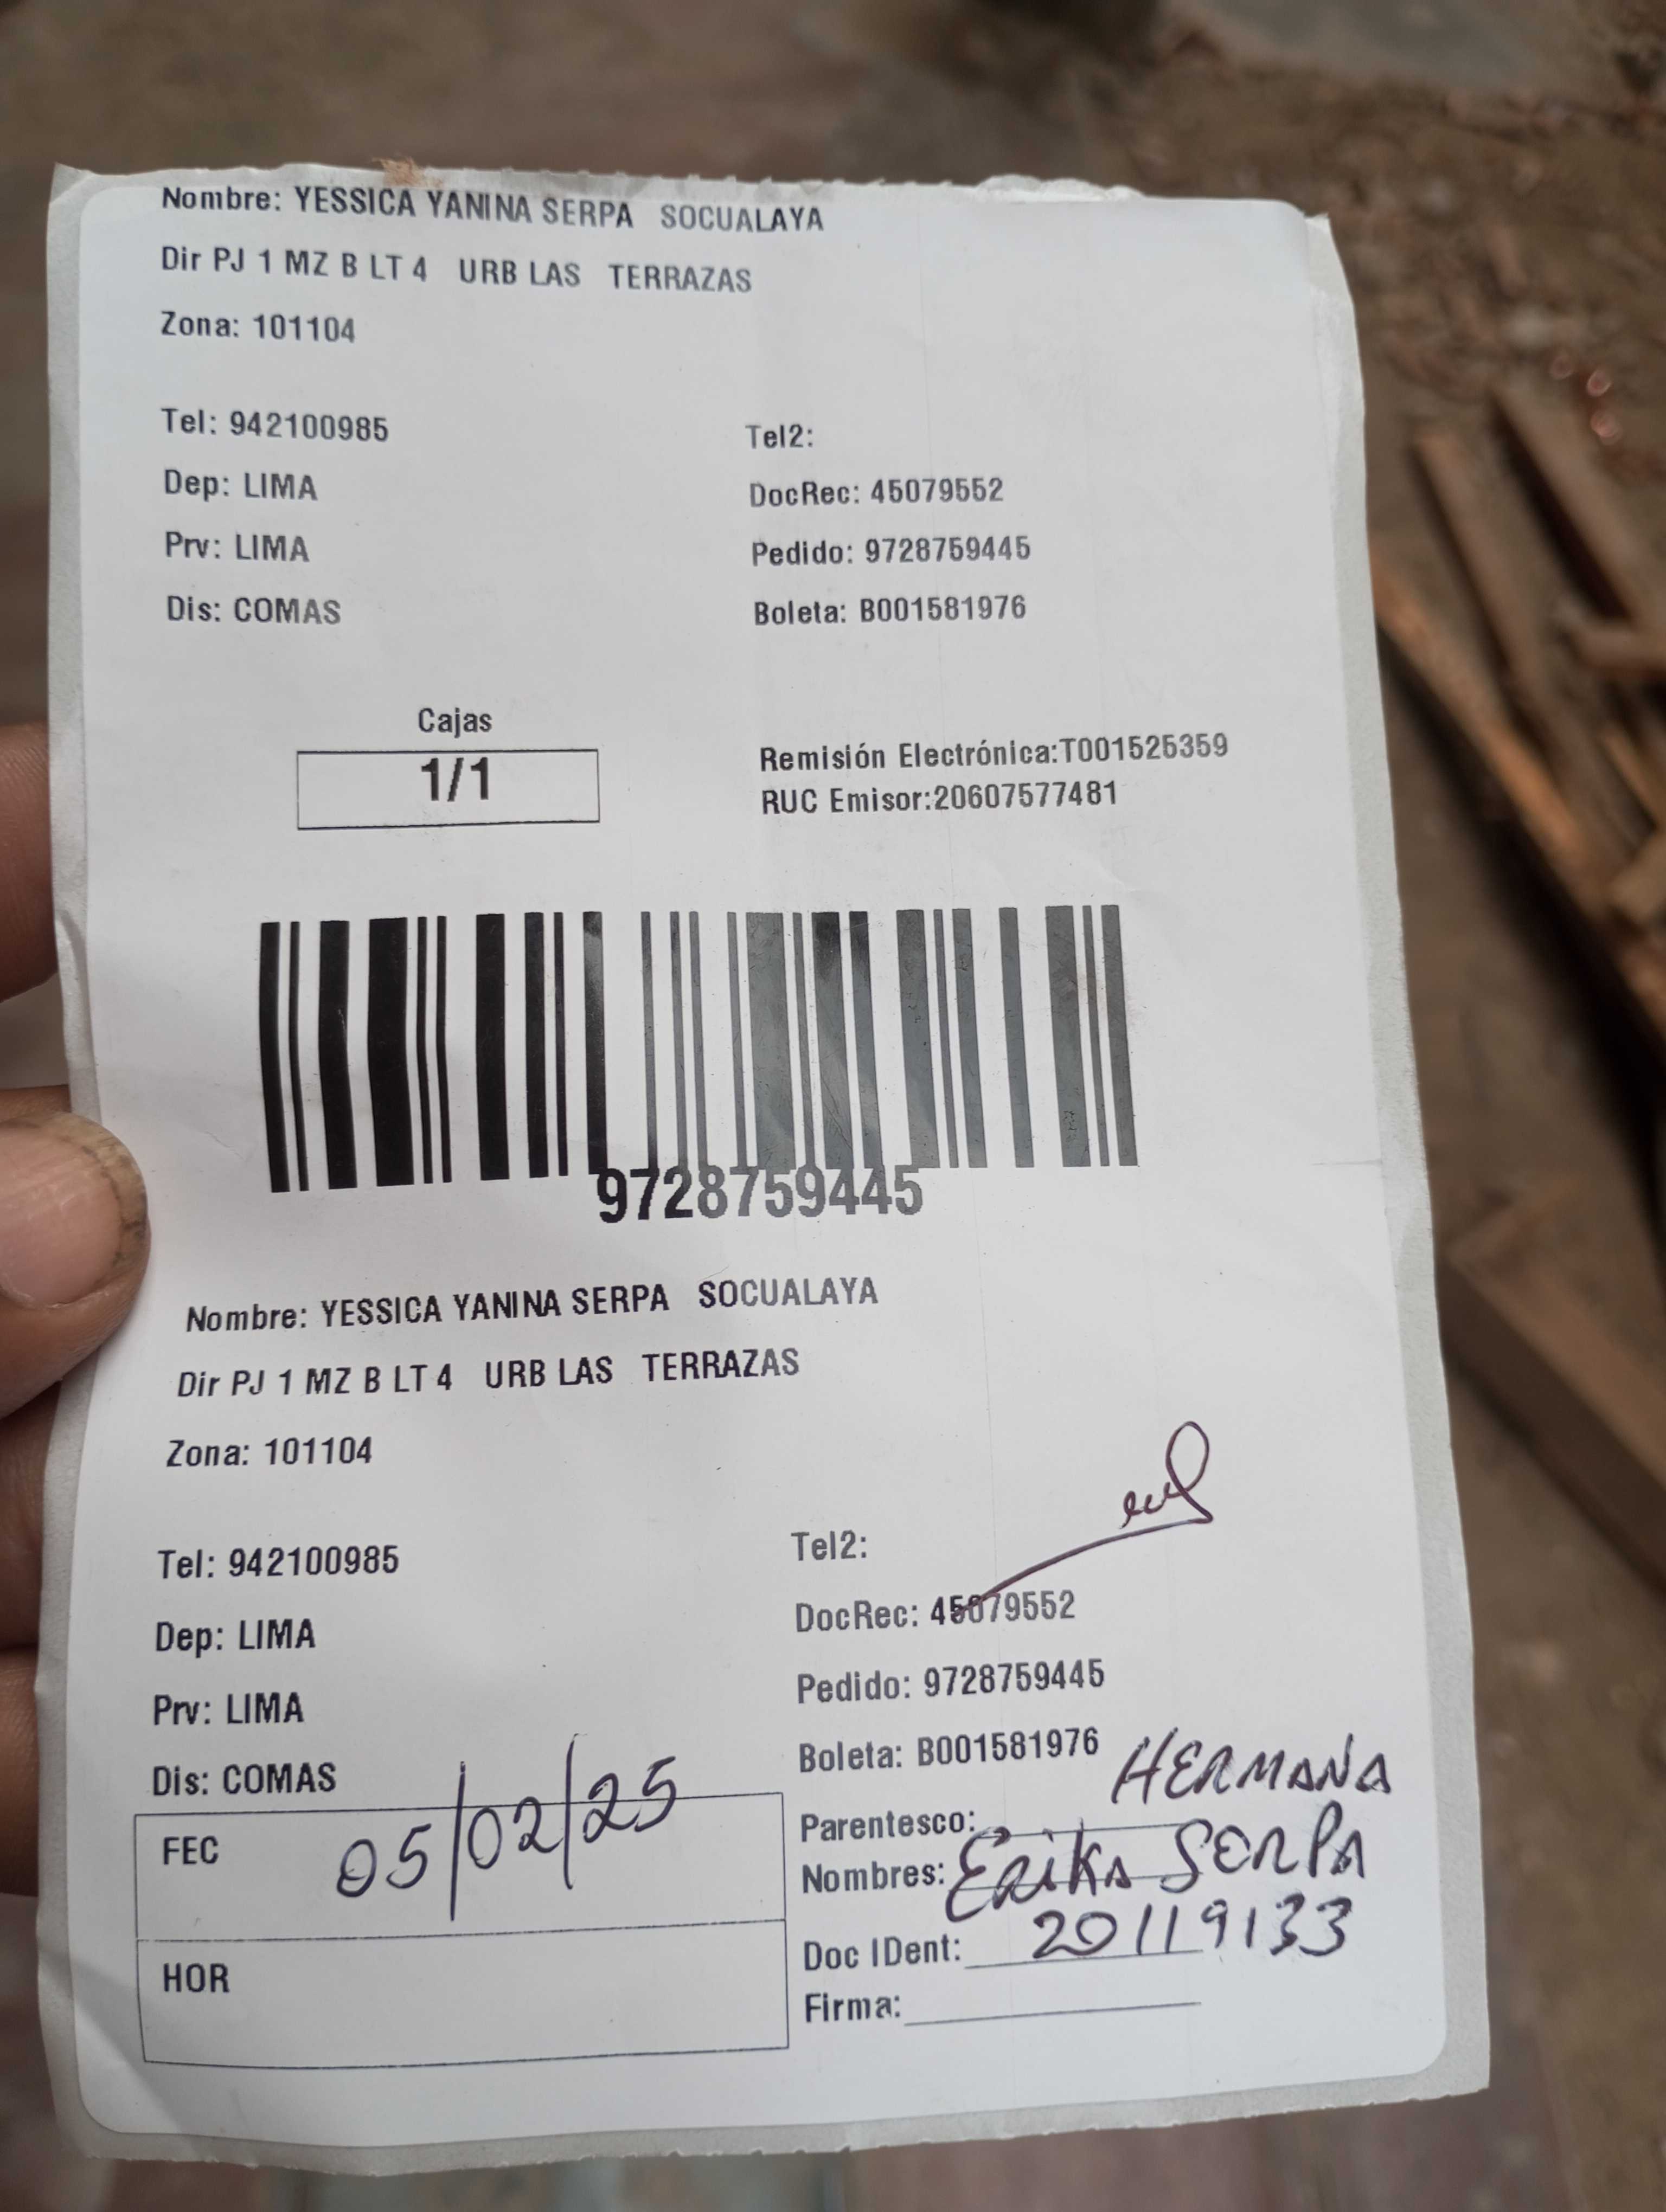 Nombre: YESSICA YANINA SERPA SOCUALAYA
Dir PJ 1 MZ B LT 4 URB LAS TERRAZAS
Zona: 101104
Tel: 942100985
Tel2:
Dep: LIMA
DocRec: 45079552
Prv: LIMA
Pedido: 9728759445
Dis: COMAS
Boleta: B001581976
Cajas
1/1
Remisión Electrónica:T001525359
RUC Emisor:20607577481
9728759445
Nombre: YESSICA YANINA SERPA SOCUALAYA
Dir PJ 1 MZ B LT 4 URB LAS TERRAZAS
Zona: 101104
Tel: 942100985
Tel2:
Dep: LIMA
DocRec: 45079552
Prv: LIMA
Pedido: 9728759445
Dis: COMAS
Boleta: B001581976
FEC 05/02/25
HOR
Parentesco: HERMANA
Nombres: Erika SERPA
Doc IDent: 20119133
Firma: